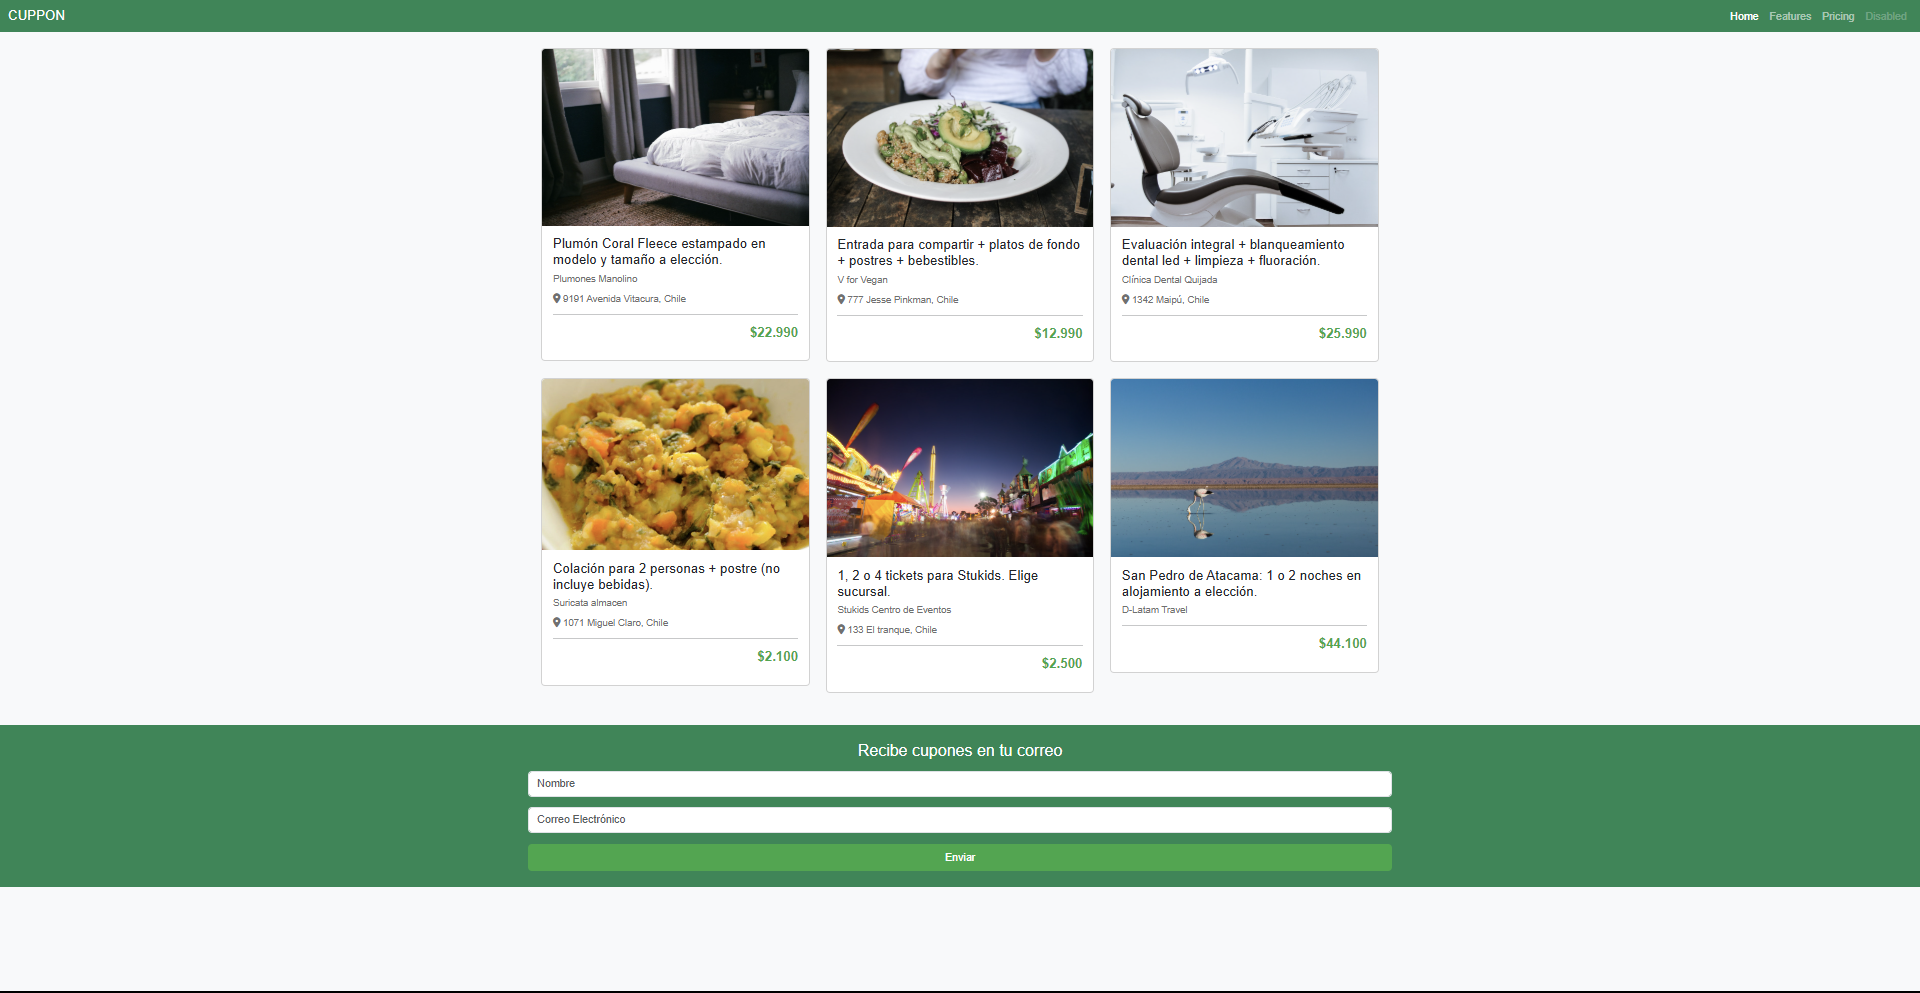 CUPPON
Home Features Pricing Disabled
Plumón Coral Fleece estampado en
modelo y tamaño a elección.
Plumones Manolino
9191 Avenida Vitacura, Chile
$22.990
Entrada para compartir + platos de fondo
+ postres + bebestibles.
V for Vegan
777 Jesse Pinkman, Chile
$12.990
Evaluación integral + blanqueamiento
dental led + limpieza + fluoración.
Clínica Dental Quijada
1342 Maipú, Chile
$25.990
Colación para 2 personas + postre (no
incluye bebidas).
Suricata almacen
1071 Miguel Claro, Chile
$2.100
1, 2 o 4 tickets para Stukids. Elige
sucursal.
Stukids Centro de Eventos
133 El tranque, Chile
$2.500
San Pedro de Atacama: 1 o 2 noches en
alojamiento a elección.
D-Latam Travel
$44.100
Recibe cupones en tu correo
Nombre
Correo Electrónico
Enviar